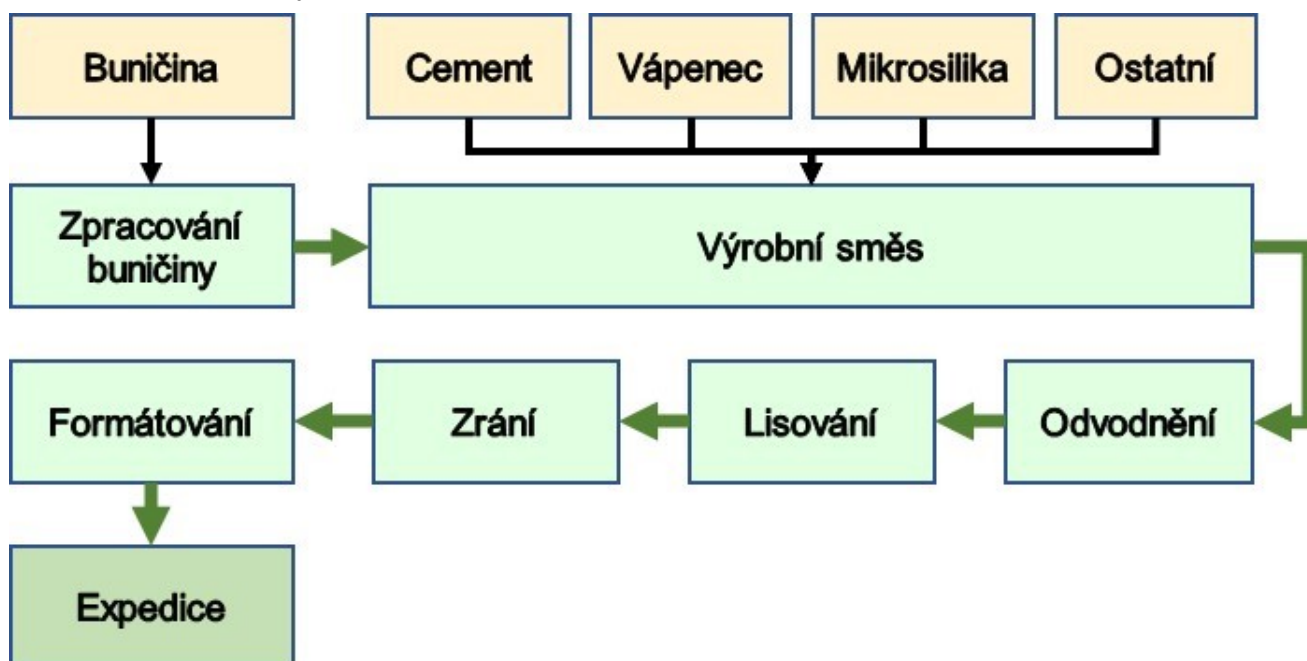 Buničina
Cement
Vápenec
Mikrosilika
Ostatní
Zpracování
buničiny
Výrobní směs
Formátování
Zrání
Lisování
Odvodnění
Expedice